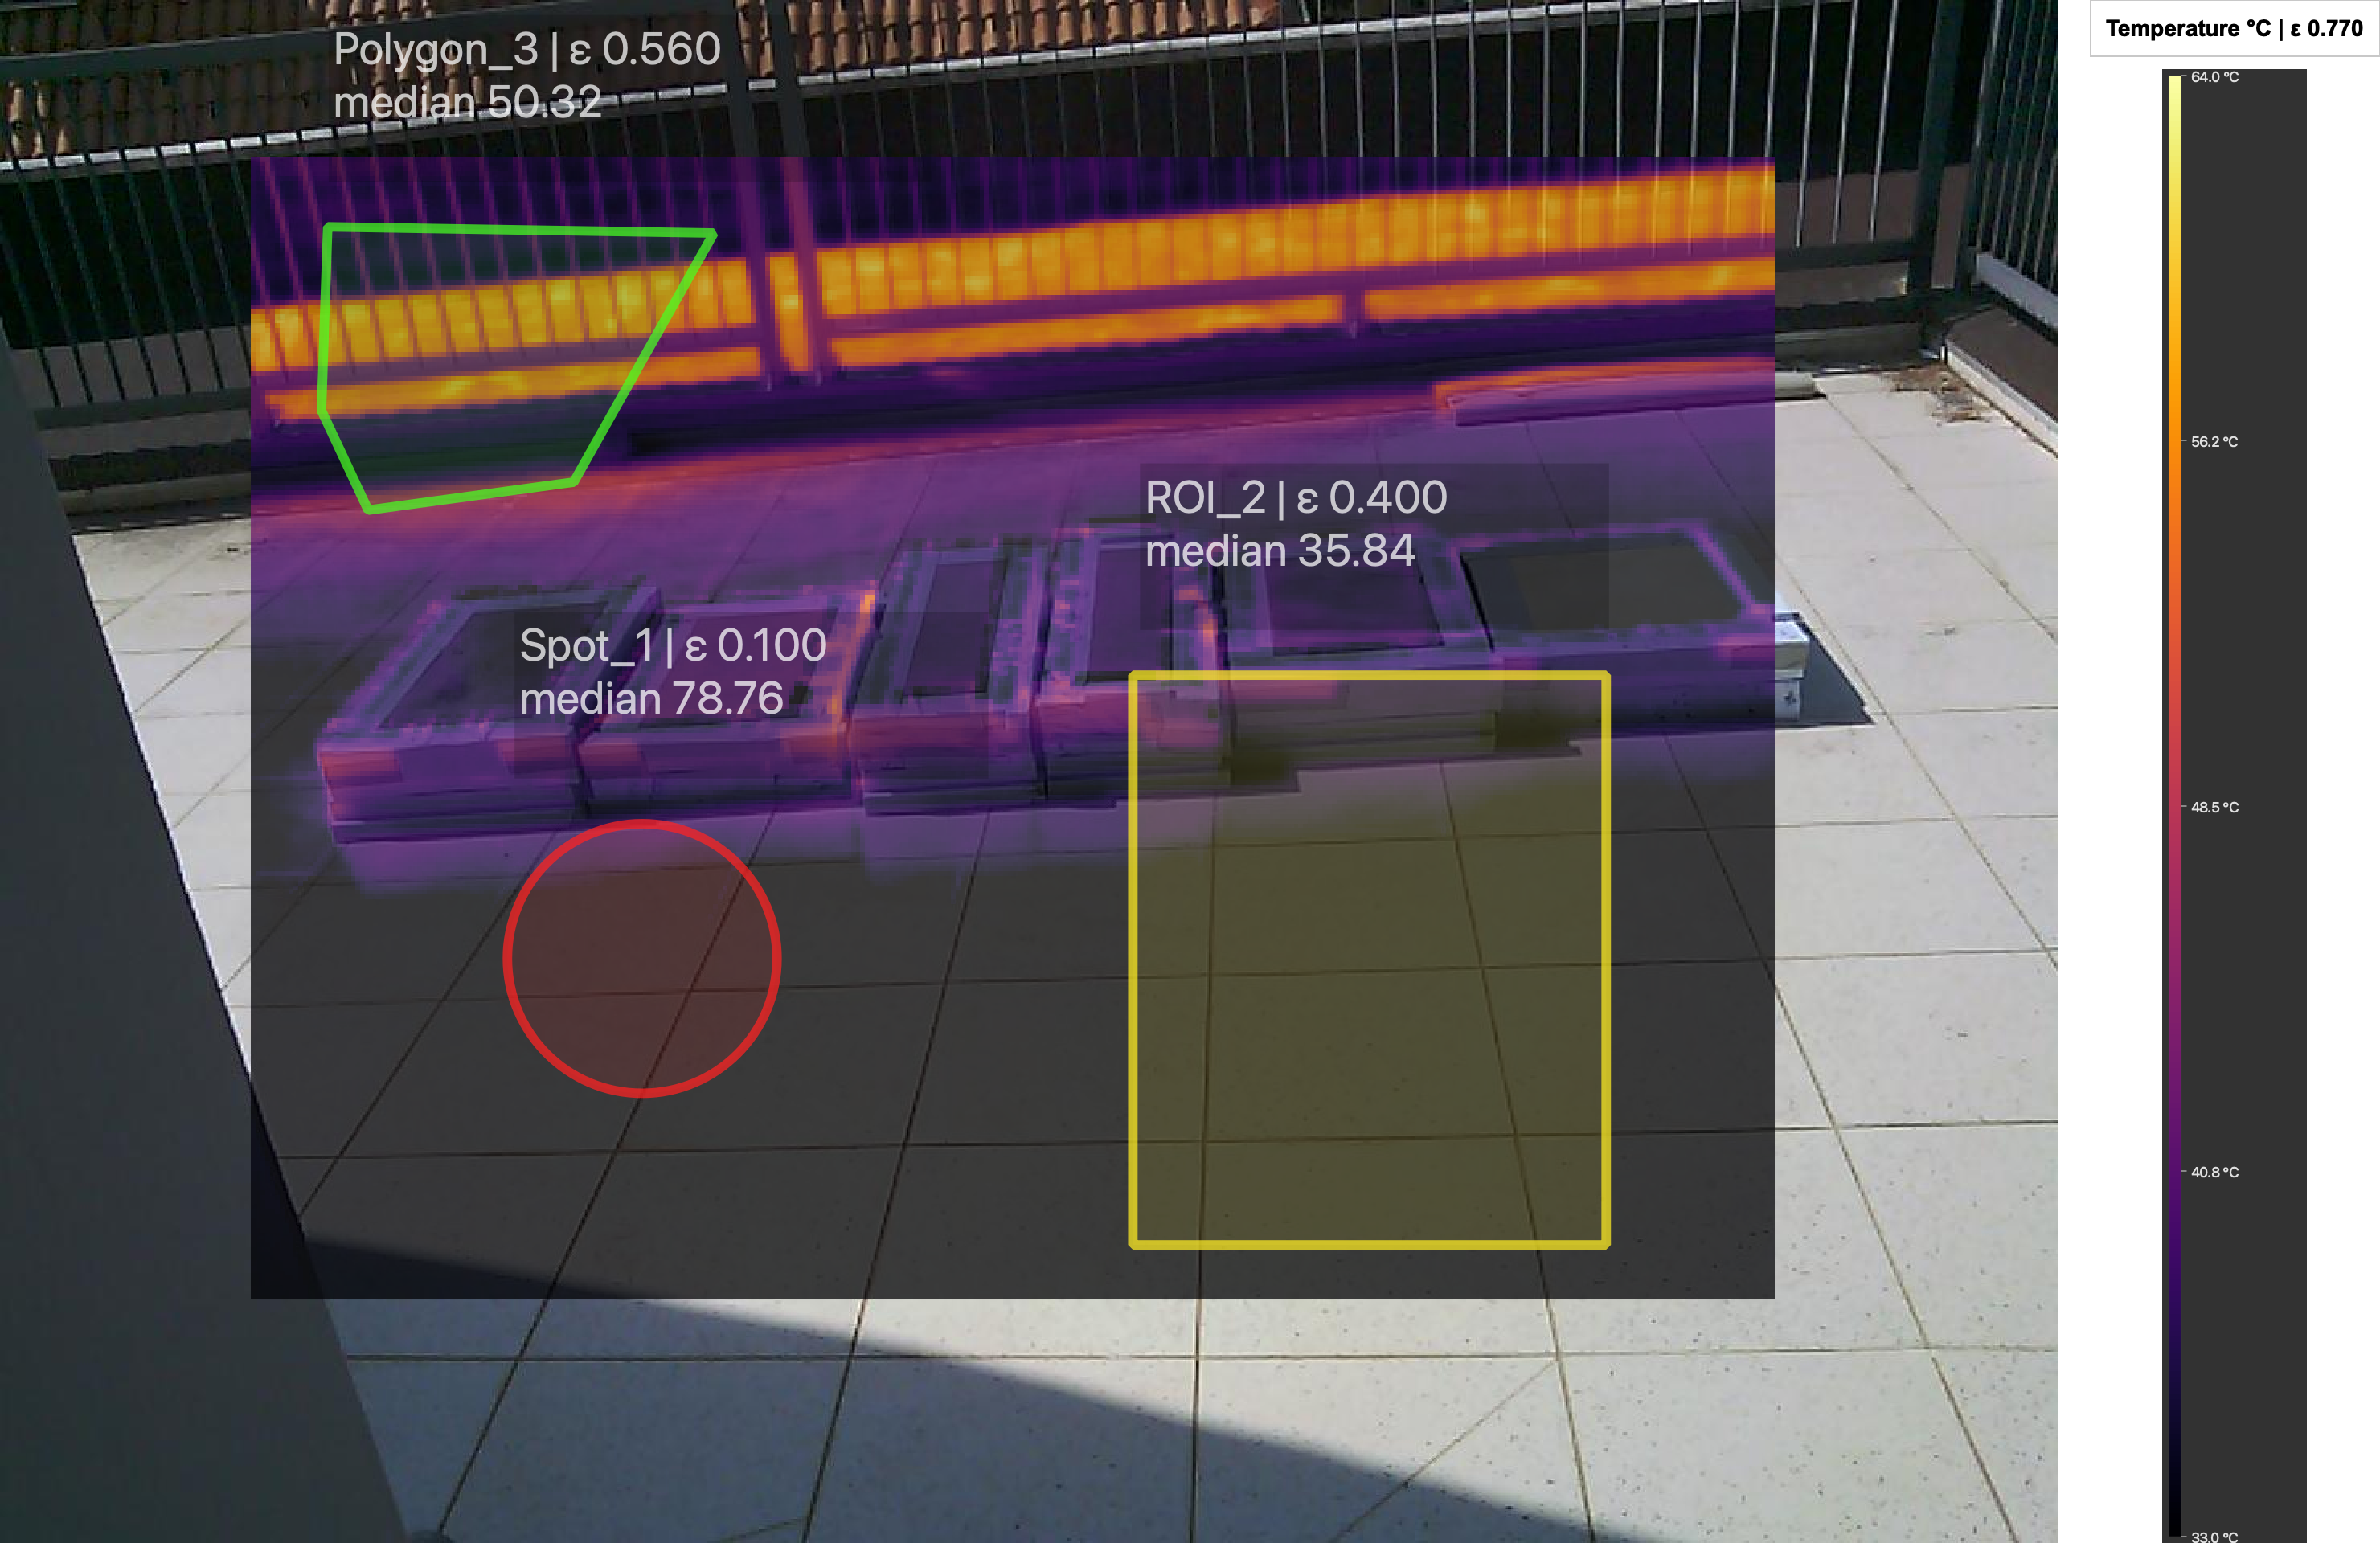 Polygon_3 | ε 0.560
median 50.32
ROI_2 | ε 0.400
median 35.84
Spot_1 | ε 0.100
median 78.76
Temperature °C | ε 0.770
64.0 °C
56.2 °C
48.5 °C
40.8 °C
33.0 °C